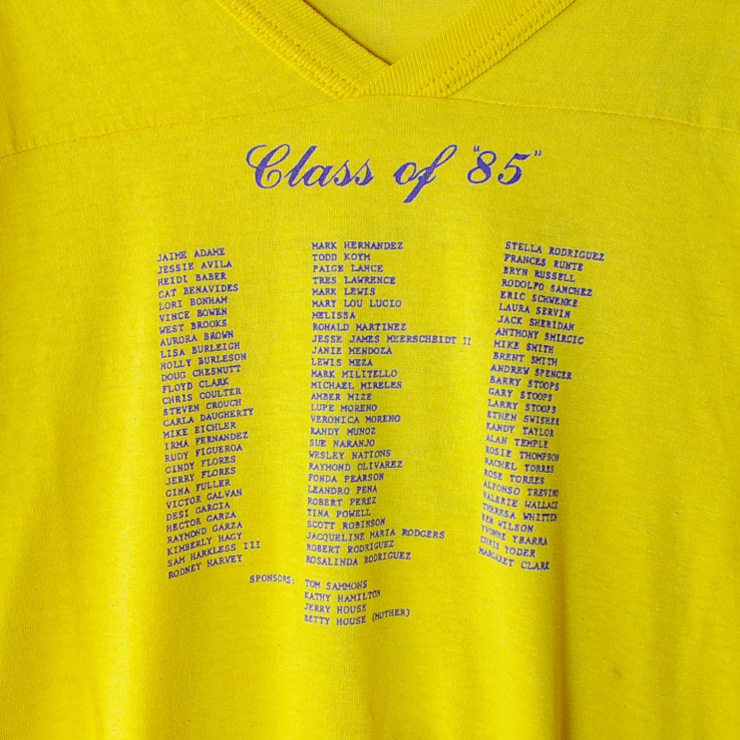 Class of "85"
JAIME ADAME
JESSIE AVILA
HEIDI BABER
CAT BENAVIDES
LORI BONHAM
VINCE BOWEN
WEST BROOKS
AURORA BROWN
LISA BURLEIGH
HOLLY BURLESON
DOUG CHESNUTT
FLOYD CLARK
CHRIS COULTER
STEVEN CROUCH
CARLA DAUGHERTY
MIKE EICHLER
IRMA FERNANDEZ
RUDY FIGUEROA
CINDY FLORES
JERRY FLORES
GINA FULLER
VICTOR GALVAN
DESI GARCIA
HECTOR GARZA
RAYMOND GARZA
KIMBERLY HAGY
SAM HARKLESS III
RODNEY HARVEY
MARK HERNANDEZ
TODD KOYM
PAIGE LANCE
TRES LAWRENCE
MARK LEWIS
MARY LOU LUCIO
MELISSA
RONALD MARTINEZ
JESSE JAMES MEERSCHEIDT II
JANIE MENDOZA
LEWIS MEZA
MARK MILITELLO
MICHAEL MIRELES
AMBER MIZE
LUPE MORENO
VERONICA MORENO
RANDY MUNOZ
SUE NARANJO
WESLEY NATIONS
RAYMOND CLIVAREZ
FONDA PEARSON
LEANDRO PENA
ROBERT PEREZ
TINA POWELL
SCOTT ROBINSON
JACQUELINE MARIA RODGERS
ROBERT RODRIGUEZ
ROSALINDA RODRIGUEZ
STELLA RODRIGUEZ
FRANCES RUNTE
BRYN RUSSELL
RODOLFO SANCHEZ
ERIC SCHWENKE
LAURA SERVIN
JACK SHERIDAN
ANTHONY SMIRCIC
MIKE SMITH
BRENT SMITH
ANDREW SPENCER
BARRY STOOPS
GARY STOOPS
LARRY STOOPS
ETHEN SWISHER
KANDY TAYLOR
ALAN TEMPLE
ROSIE THOMPSON
RACHEL TORRES
ROSE TORRES
ALFONSO TREVINO
VALERIE WALLACE
THERESA WHITTEN
KEN WILSON
YVONNE YBARRA
CHRIS YODER
MARGARET CLARK
SPONSORS: TOM SAMMONS
KATHY HAMILTON
JERRY HOUSE
BETTY HOUSE (MOTHER)